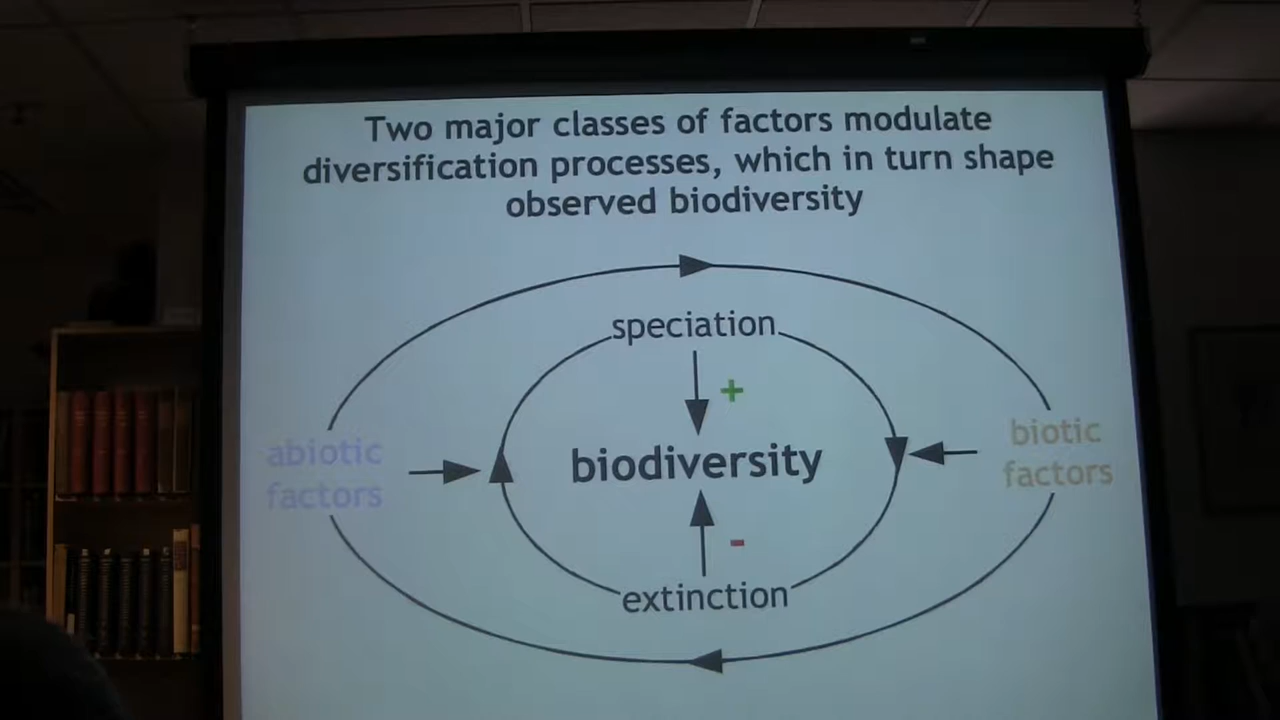 Two major classes of factors modulate
diversification processes, which in turn shape
observed biodiversity
speciation
+
abiotic
factors
biodiversity
biotic
factors
-
extinction